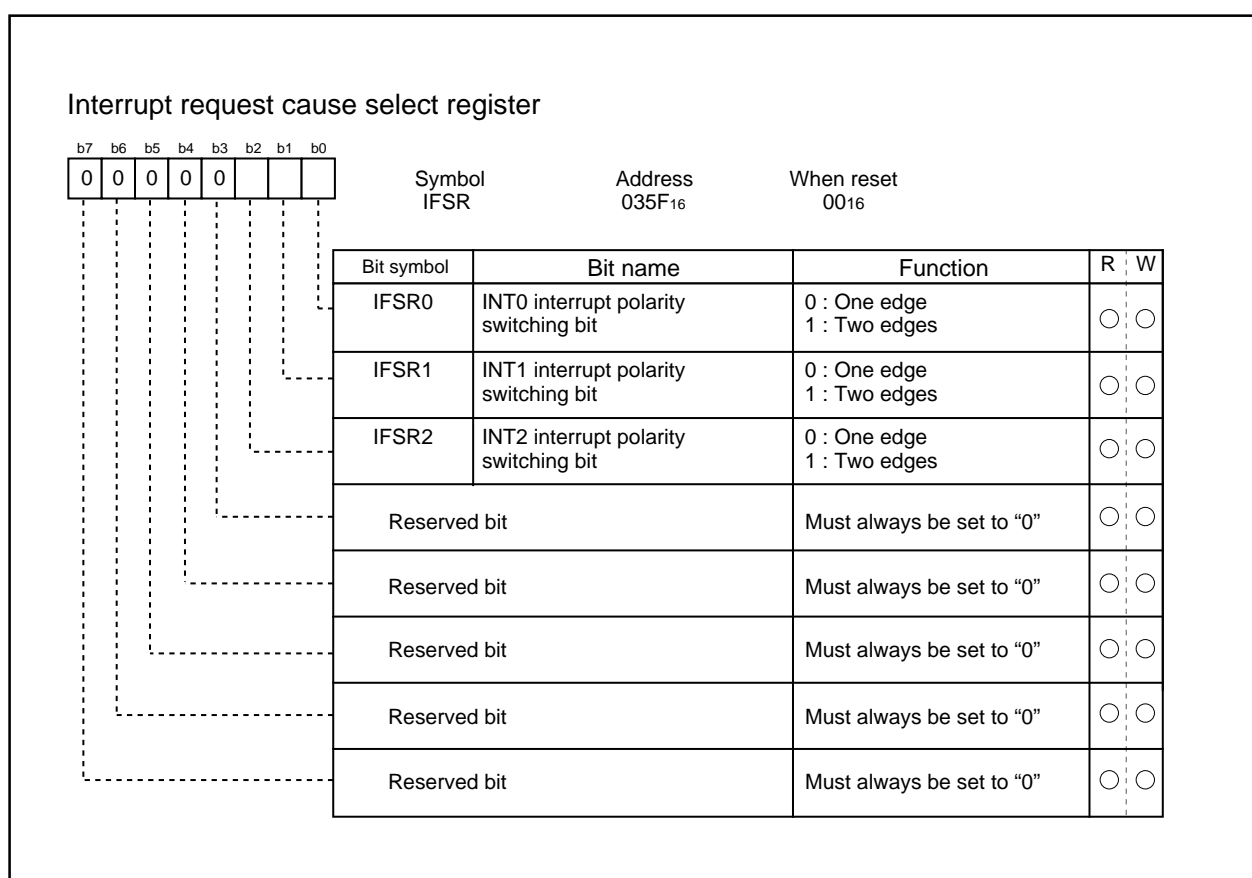 Interrupt request cause select register
b7 b6 b5 b4 b3 b2 b1 b0
0 0 0 0 0
Symbol Address When reset
IFSR 035F16 0016
Bit symbol Bit name Function R W
IFSR0 INT0 interrupt polarity 0 : One edge
switching bit 1 : Two edges
IFSR1 INT1 interrupt polarity 0 : One edge
switching bit 1 : Two edges
IFSR2 INT2 interrupt polarity 0 : One edge
switching bit 1 : Two edges
Reserved bit Must always be set to “0”
Reserved bit Must always be set to “0”
Reserved bit Must always be set to “0”
Reserved bit Must always be set to “0”
Reserved bit Must always be set to “0”